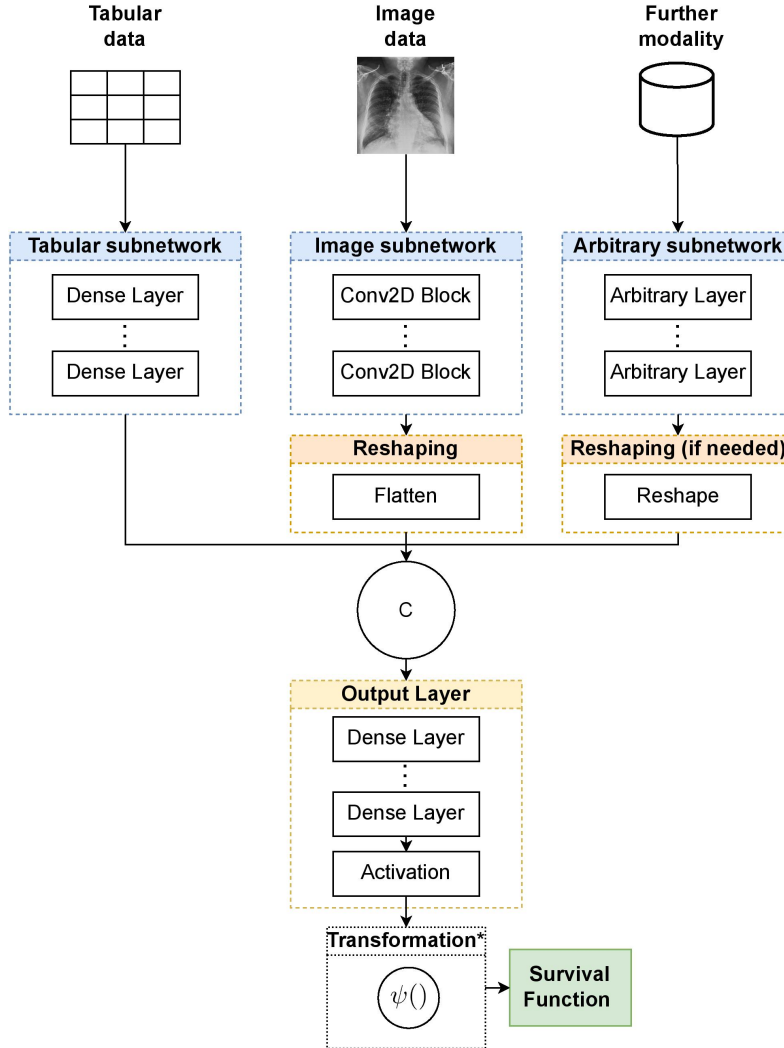 Tabular
data
Image
data
Further
modality
Tabular subnetwork
Dense Layer
Dense Layer
Image subnetwork
Conv2D Block
Conv2D Block
Arbitrary subnetwork
Arbitrary Layer
Arbitrary Layer
Reshaping
Flatten
Reshaping (if needed)
Reshape
C
Output Layer
Dense Layer
Dense Layer
Activation
Transformation*
ψ()
Survival
Function